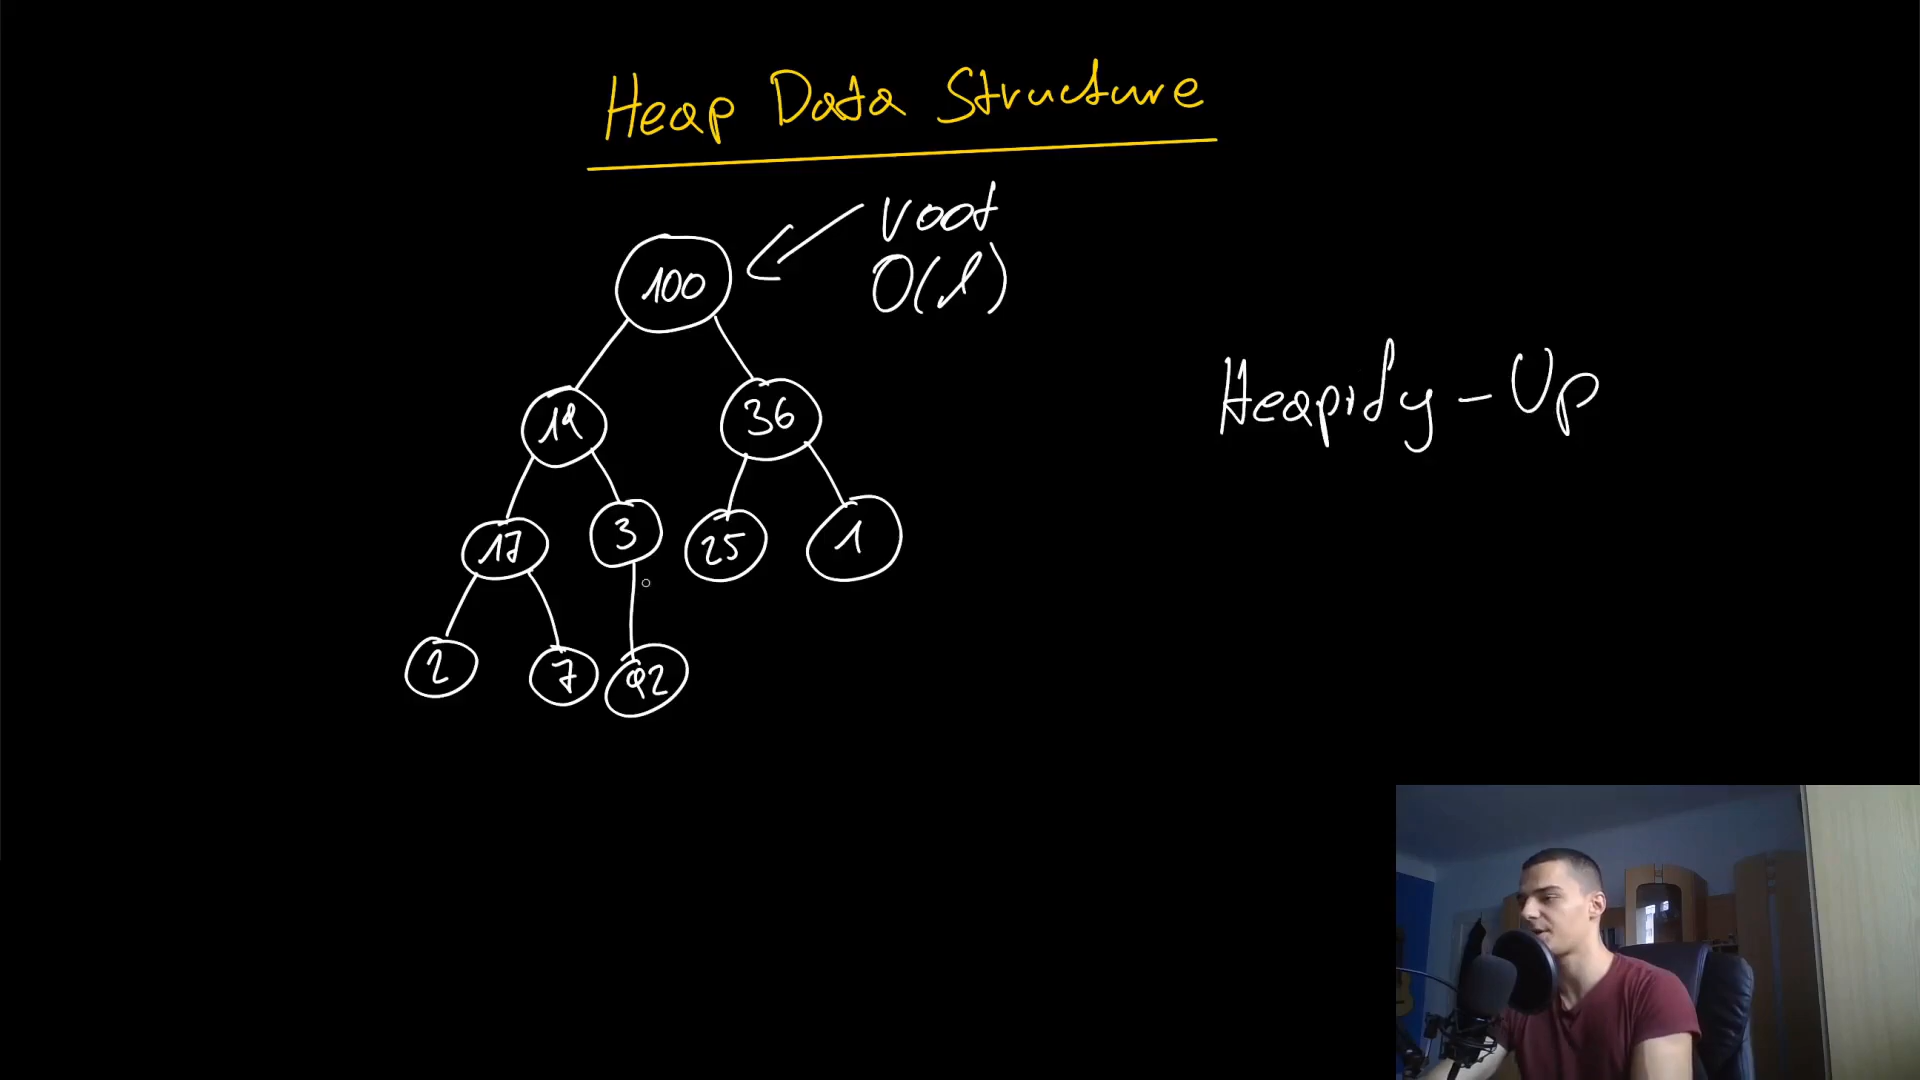 Heap Data Structure
root
O(1)
100
19 36
Heapify-Up
17 3 25 1
2 7 92